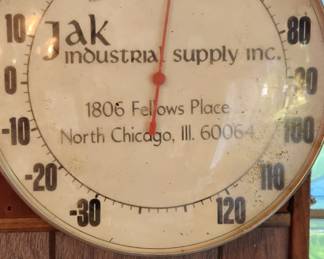 Jak
industrial supply inc.
1806 Fellows Place
North Chicago, Ill. 60064
10
0
-10
-20
-30
80
90
100
110
120